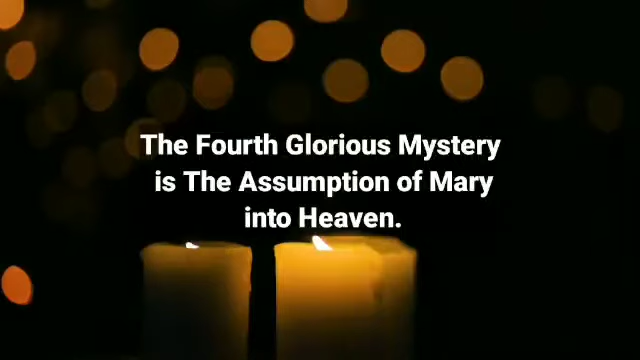 The Fourth Glorious Mystery
is The Assumption of Mary
into Heaven.